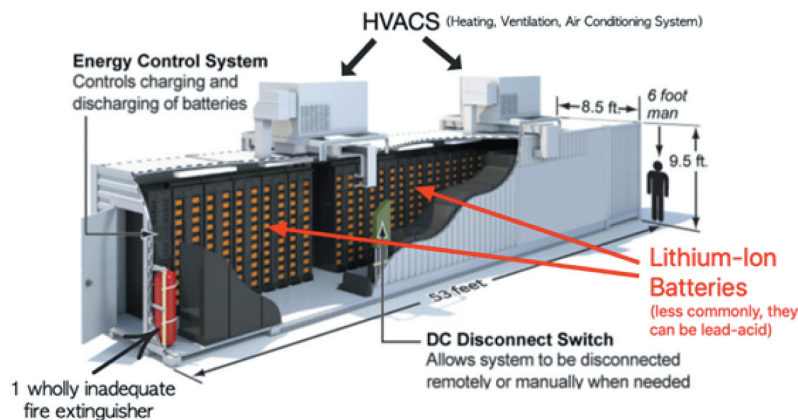 HVACS (Heating, Ventilation, Air Conditioning System)
Energy Control System
Controls charging and
discharging of batteries
8.5 ft.
6 foot
man
9.5 ft.
Lithium-Ion
Batteries
(less commonly, they
can be lead-acid)
53 feet
DC Disconnect Switch
Allows system to be disconnected
remotely or manually when needed
1 wholly inadequate
fire extinguisher